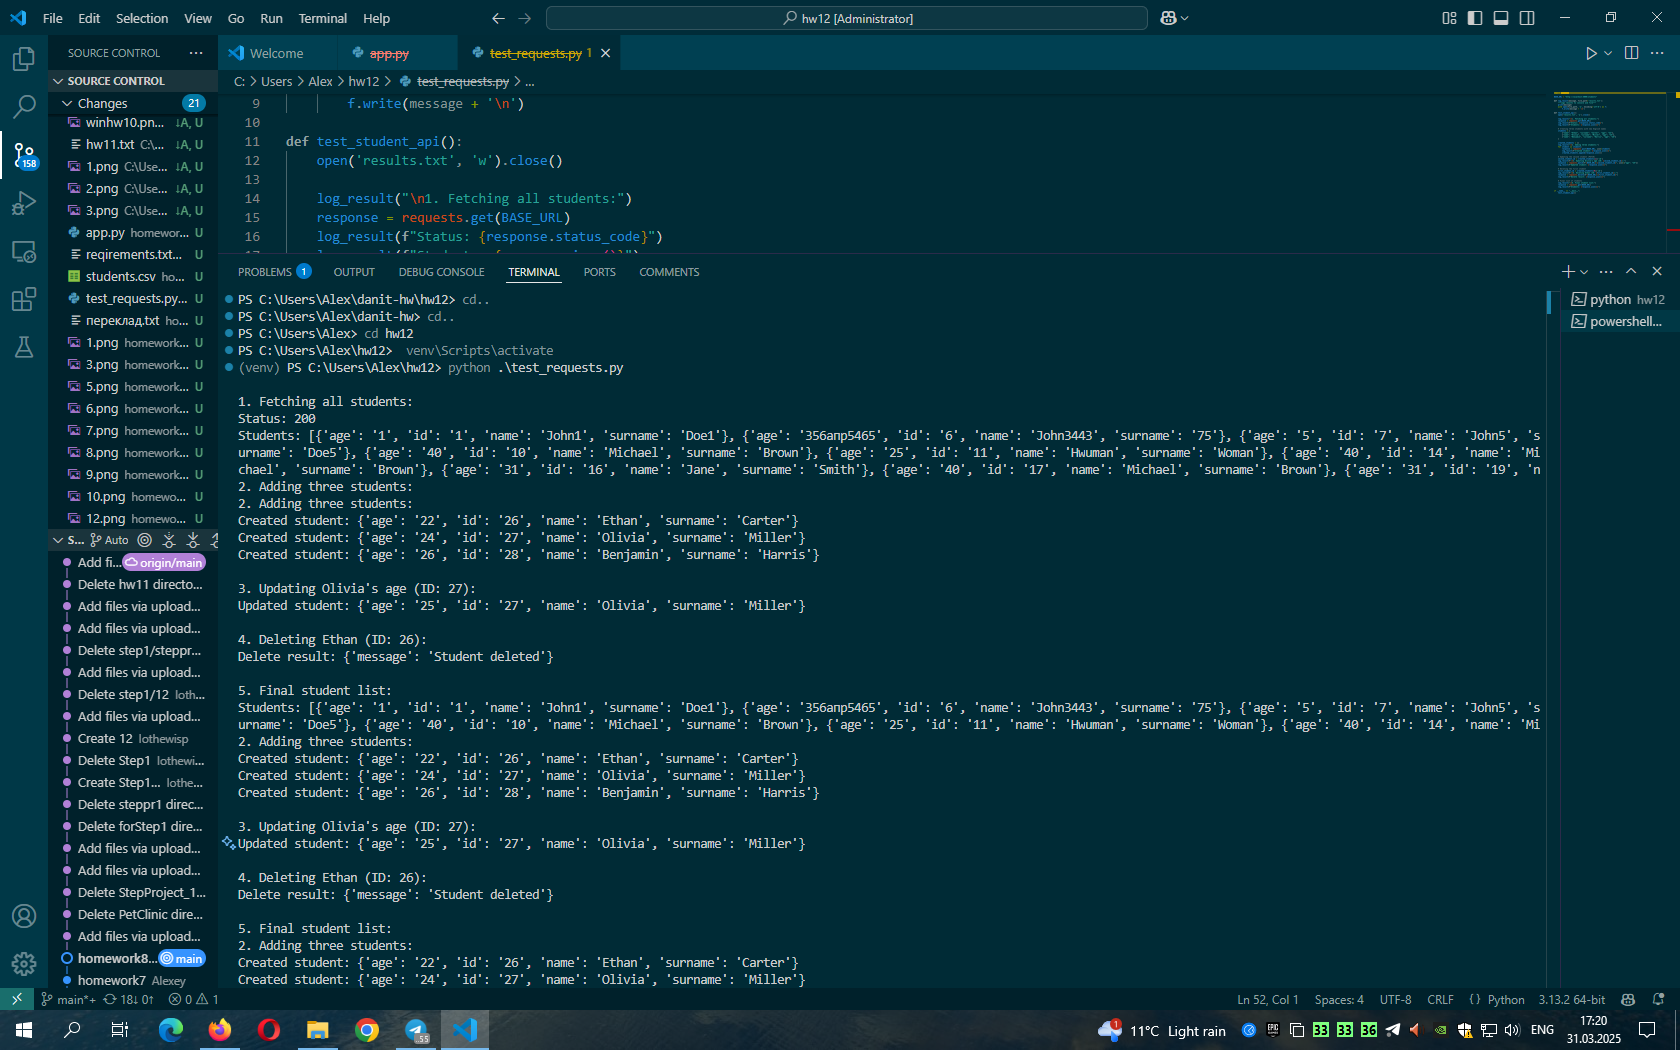 File Edit Selection View Go Run Terminal Help
hw12 [Administrator]
SOURCE CONTROL
Welcome
app.py
test_requests.py 1
SOURCE CONTROL
Changes 21
winhw10.pn... ↓A, U
hw11.txt C:\... ↓A, U
1.png C:\Use... ↓A, U
2.png C:\Use... ↓A, U
3.png C:\Use... ↓A, U
app.py homewor... U
reqirements.txt... U
students.csv ho... U
test_requests.py... U
переклад.txt ho... U
1.png homework... U
3.png homework... U
5.png homework... U
6.png homework... U
7.png homework... U
8.png homework... U
9.png homework... U
10.png homewo... U
12.png homewo... U
158
S... Auto
Add fi... origin/main
Delete hw11 directo...
Add files via upload...
Add files via upload...
Delete step1/steppr...
Add files via upload...
Delete step1/12 loth...
Add files via upload...
Create 12 lothewisp
Delete Step1 lothewi...
Create Step1... lothe...
Delete steppr1 direc...
Delete forStep1 dire...
Add files via upload...
Add files via upload...
Delete StepProject_1...
Delete PetClinic dire...
Add files via upload...
homework8... main
homework7 Alexey
C: > Users > Alex > hw12 > test_requests.py > ...
9 f.write(message + '\n')
10
11 def test_student_api():
12 open('results.txt', 'w').close()
13
14 log_result("\n1. Fetching all students:")
15 response = requests.get(BASE_URL)
16 log_result(f"Status: {response.status_code}")
PROBLEMS 1 OUTPUT DEBUG CONSOLE TERMINAL PORTS COMMENTS
python hw12
powershell...
PS C:\Users\Alex\danit-hw\hw12> cd..
PS C:\Users\Alex\danit-hw> cd..
PS C:\Users\Alex> cd hw12
PS C:\Users\Alex\hw12> venv\Scripts\activate
(venv) PS C:\Users\Alex\hw12> python .\test_requests.py
1. Fetching all students:
Status: 200
Students: [{'age': '1', 'id': '1', 'name': 'John1', 'surname': 'Doe1'}, {'age': '356апр5465', 'id': '6', 'name': 'John3443', 'surname': '75'}, {'age': '5', 'id': '7', 'name': 'John5', 's
urname': 'Doe5'}, {'age': '40', 'id': '10', 'name': 'Michael', 'surname': 'Brown'}, {'age': '25', 'id': '11', 'name': 'Hwuman', 'surname': 'Woman'}, {'age': '40', 'id': '14', 'name': 'Mi
chael', 'surname': 'Brown'}, {'age': '31', 'id': '16', 'name': 'Jane', 'surname': 'Smith'}, {'age': '40', 'id': '17', 'name': 'Michael', 'surname': 'Brown'}, {'age': '31', 'id': '19', 'n
2. Adding three students:
2. Adding three students:
Created student: {'age': '22', 'id': '26', 'name': 'Ethan', 'surname': 'Carter'}
Created student: {'age': '24', 'id': '27', 'name': 'Olivia', 'surname': 'Miller'}
Created student: {'age': '26', 'id': '28', 'name': 'Benjamin', 'surname': 'Harris'}
3. Updating Olivia's age (ID: 27):
Updated student: {'age': '25', 'id': '27', 'name': 'Olivia', 'surname': 'Miller'}
4. Deleting Ethan (ID: 26):
Delete result: {'message': 'Student deleted'}
5. Final student list:
Students: [{'age': '1', 'id': '1', 'name': 'John1', 'surname': 'Doe1'}, {'age': '356апр5465', 'id': '6', 'name': 'John3443', 'surname': '75'}, {'age': '5', 'id': '7', 'name': 'John5', 's
urname': 'Doe5'}, {'age': '40', 'id': '10', 'name': 'Michael', 'surname': 'Brown'}, {'age': '25', 'id': '11', 'name': 'Hwuman', 'surname': 'Woman'}, {'age': '40', 'id': '14', 'name': 'Mi
2. Adding three students:
Created student: {'age': '22', 'id': '26', 'name': 'Ethan', 'surname': 'Carter'}
Created student: {'age': '24', 'id': '27', 'name': 'Olivia', 'surname': 'Miller'}
Created student: {'age': '26', 'id': '28', 'name': 'Benjamin', 'surname': 'Harris'}
3. Updating Olivia's age (ID: 27):
Updated student: {'age': '25', 'id': '27', 'name': 'Olivia', 'surname': 'Miller'}
4. Deleting Ethan (ID: 26):
Delete result: {'message': 'Student deleted'}
5. Final student list:
2. Adding three students:
Created student: {'age': '22', 'id': '26', 'name': 'Ethan', 'surname': 'Carter'}
Created student: {'age': '24', 'id': '27', 'name': 'Olivia', 'surname': 'Miller'}
main*+ 18↓ 0↑ 0 1
Ln 52, Col 1 Spaces: 4 UTF-8 CRLF {} Python 3.13.2 64-bit
.55
1 11°C Light rain
EPIC
33 33 36
ENG
17:20
31.03.2025